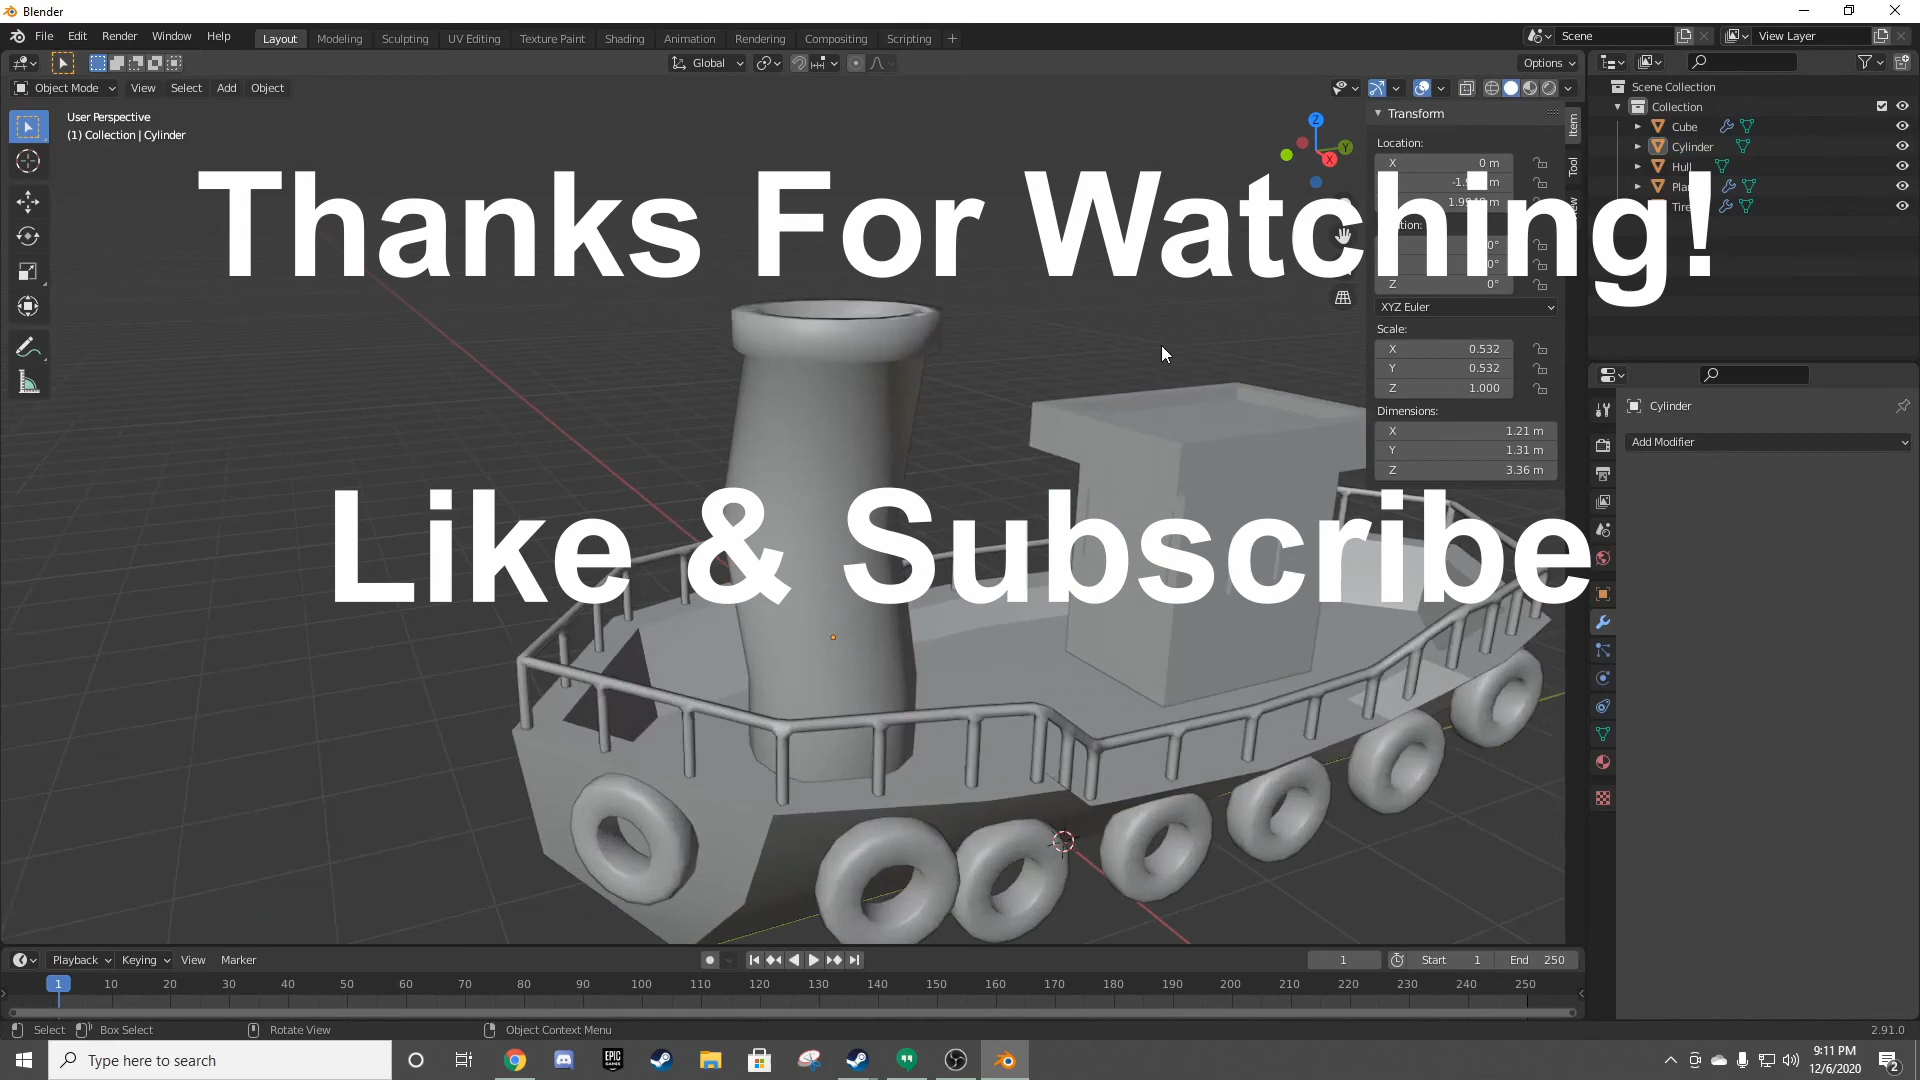 Blender
File Edit Render Window Help
Layout Modeling Sculpting UV Editing Texture Paint Shading Animation Rendering Compositing Scripting +
Scene
View Layer
Global
Options
Object Mode View Select Add Object
User Perspective
(1) Collection | Cylinder
Z
Y
X
Transform
Location:
X 0 m
Z 0°
XYZ Euler
Scale:
X 0.532
Y 0.532
Z 1.000
Dimensions:
X 1.21 m
Y 1.31 m
Z 3.36 m
Item
Tool
Scene Collection
Collection
Cube
Cylinder
Hull
Tire
Thanks For Watching!
Like & Subscribe
Cylinder
Add Modifier
Playback Keying View Marker
1 Start 1 End 250
1 10 20 30 40 50 60 70 80 90 100 110 120 130 140 150 160 170 180 190 200 210 220 230 240 250
Select Box Select Rotate View Object Context Menu 2.91.0
Type here to search
EPIC GAMES
9:11 PM
12/6/2020
2